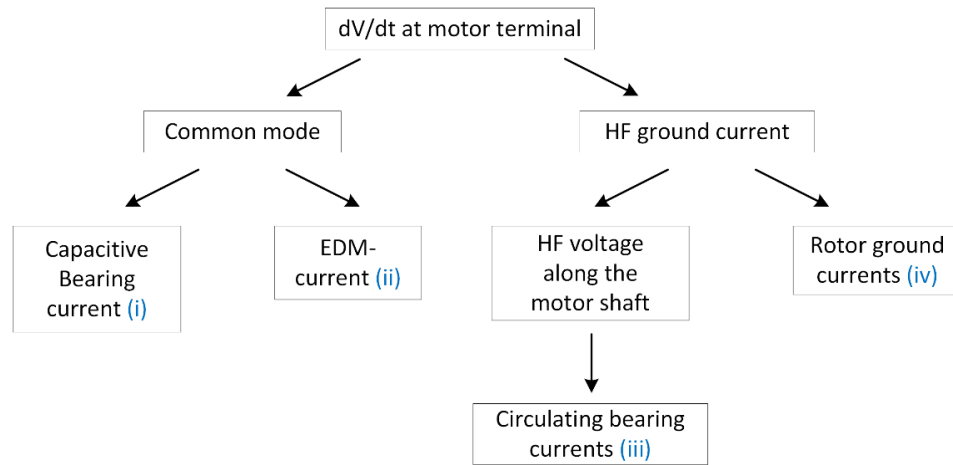 dV/dt at motor terminal
Common mode
HF ground current
Capacitive
Bearing
current (i)
EDM-
current (ii)
HF voltage
along the
motor shaft
Rotor ground
currents (iv)
Circulating bearing
currents (iii)